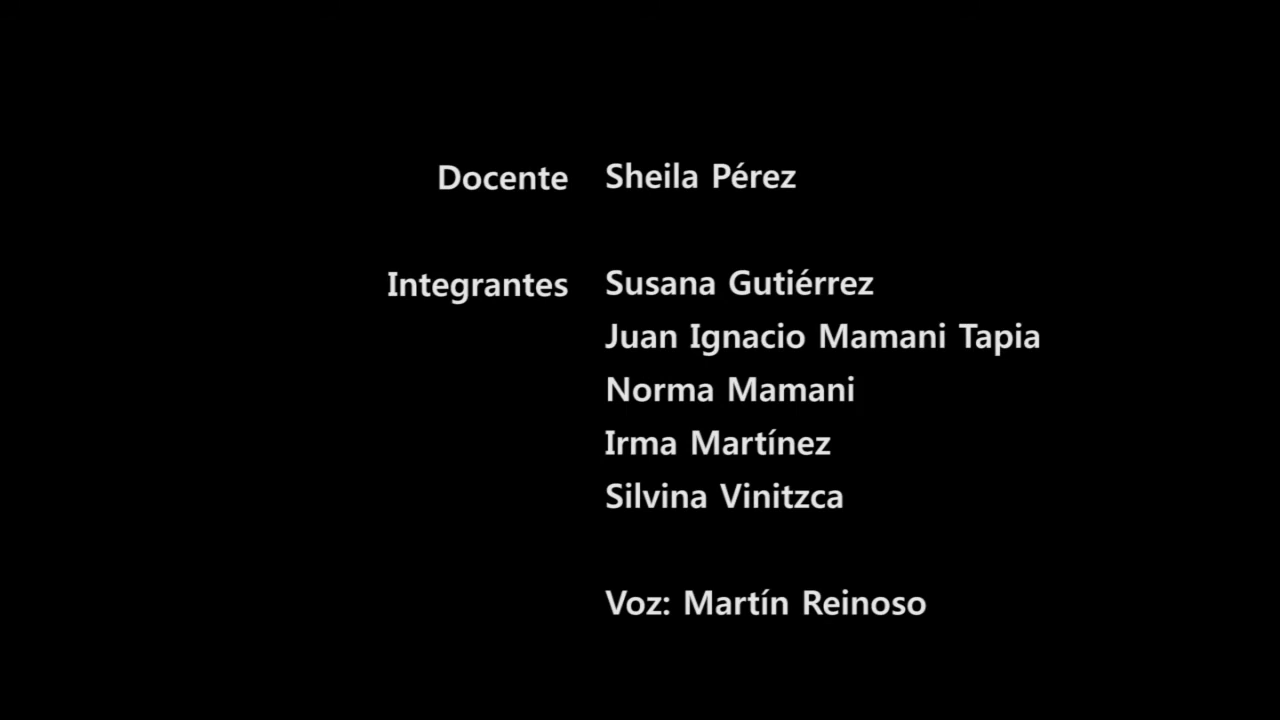 Docente Sheila Pérez
Integrantes Susana Gutiérrez
Juan Ignacio Mamani Tapia
Norma Mamani
Irma Martínez
Silvina Vinitzca
Voz: Martín Reinoso